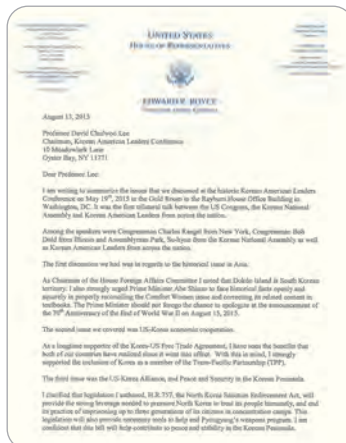 UNITED STATES
HOUSE OF REPRESENTATIVES
EDWARD R. ROYCE
August 13, 2015
Professor David Chulwoo Lee
Chairman, Korean American Leaders Conference
10 Meadowlark Lane
Oyster Bay, NY 11771
Dear Professor Lee:
I am writing to summarize the issues that we discussed at the historic Korean American Leaders
Conference on May 19th, 2015 in the Gold Room in the Rayburn House Office Building in
Washington, DC. It was the first trilateral talk between the US Congress, the Korean National
Assembly and Korean American Leaders from across the nation.
Among the speakers were Congressman Charles Rangel from New York, Congressman Bob
Dold from Illinois and Assemblyman Park, from the Korean National Assembly as well
as Korean American Leaders from across the nation.
The first discussion we had was in regards to the historical issue in Asia.
As Chairman of the House Foreign Affairs Committee I noted that Dokdo Island is South Korean
territory. I also strongly urged Prime Minister Abe Shinzo to face historical facts openly and
squarely in properly reconciling the Comfort Women issue and correcting its related content in
textbooks. The Prime Minister should not forego the chance to apologize at the announcement of
the 70th Anniversary of the End of World War II on August 15, 2015.
The second issue we covered was US-Korea economic cooperation.
As a longtime supporter of the Korea-US Free Trade Agreement, I have seen the benefits that
both of our countries have realized since it went into effect. With this in mind, I strongly
supported the inclusion of Korea as a member of the Trans-Pacific Partnership (TPP).
The third issue was the US-Korea Alliance, and Peace and Security in the Korean Peninsula.
I clarified that legislation I authored, H.R.757, the North Korea Sanction Enforcement Act, will
provide the strong leverage needed to pressure North Korea to treat its people humanely, and end
its practice of imprisoning up to three generations of its citizens in concentration camps. This
legislation will also provide necessary tools to help end Pyongyang's weapons program. I am
confident that this bill will help contribute to peace and stability in the Korean Peninsula.